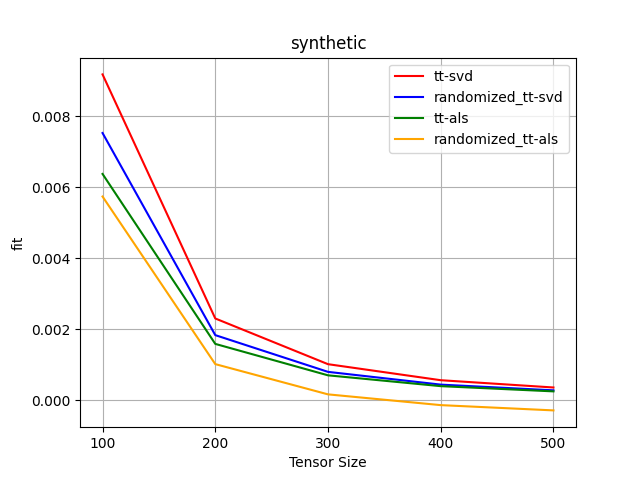 synthetic
tt-svd
randomized_tt-svd
tt-als
randomized_tt-als
0.008
0.006
0.004
0.002
0.000
fit
100 200 300 400 500
Tensor Size